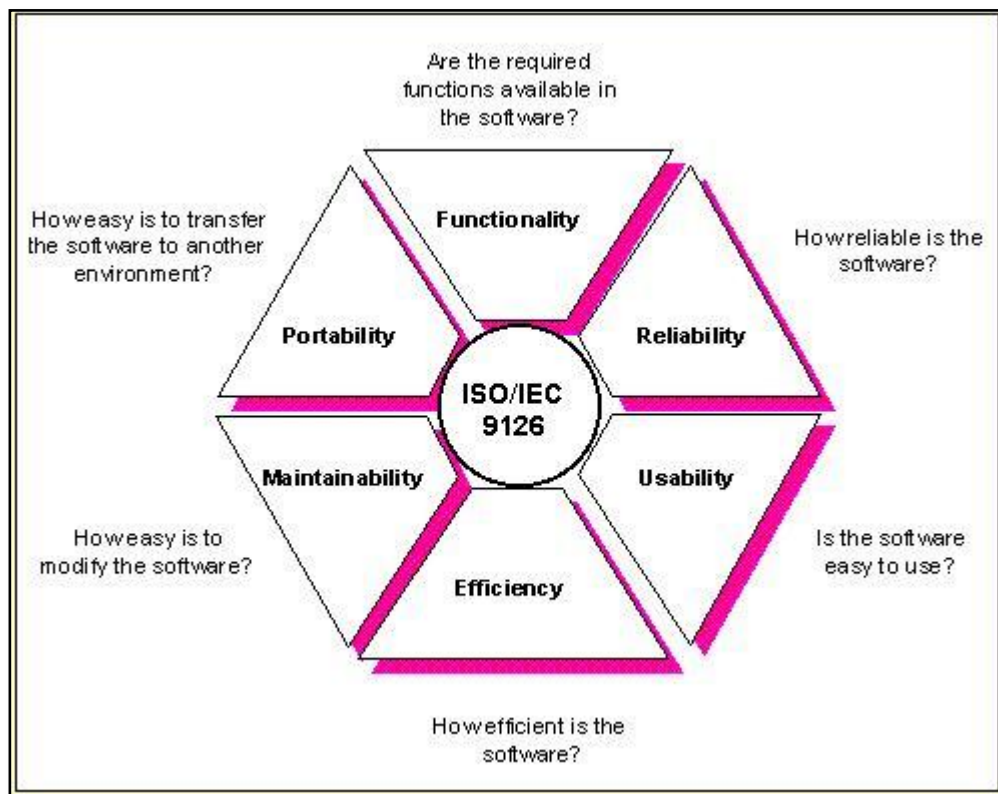 Are the required
functions available in
the software?
Functionality
How easy is to transfer
the software to another
environment?
Portability
How reliable is the
software?
Reliability
ISO/IEC
9126
Maintainability
How easy is to
modify the software?
Usability
Is the software
easy to use?
Efficiency
How efficient is the
software?